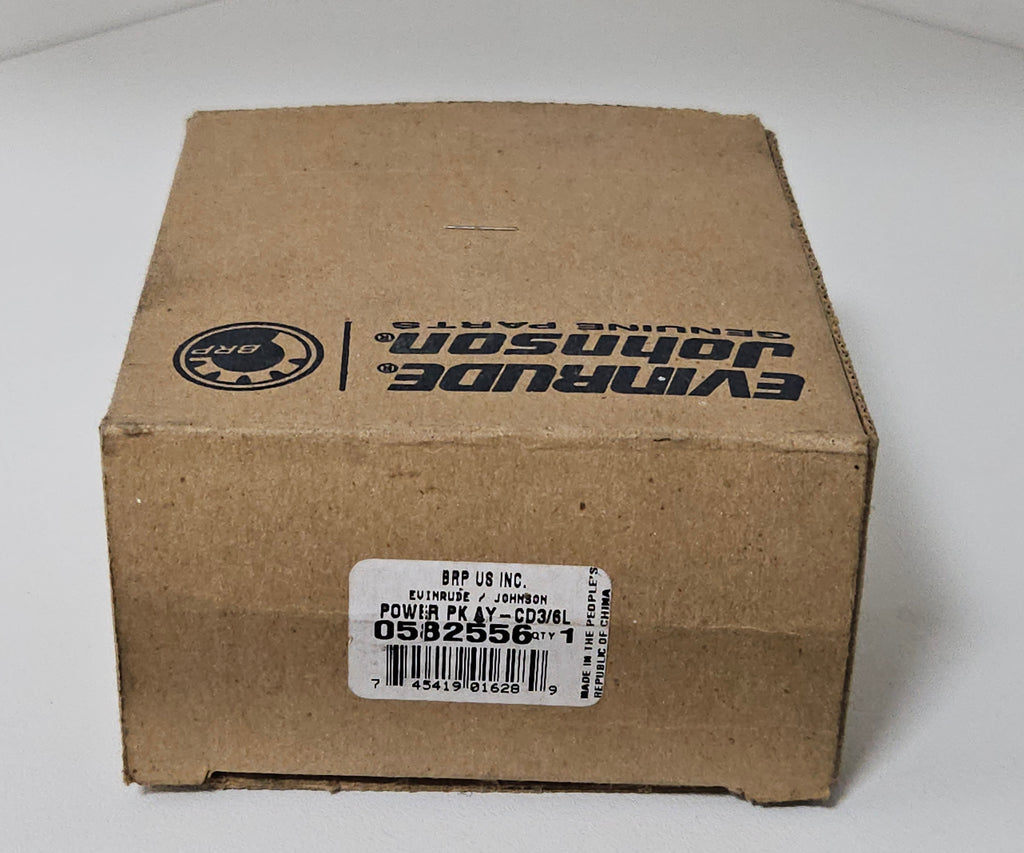 BRP
EVINRUDE®
Johnson®
GENUINE PARTS
BRP US INC.
EVINRUDE / JOHNSON
POWER PK AY-CD3/6L
0582556 QTY 1
7 45419 01628 9
MADE IN THE PEOPLE'S
REPUBLIC OF CHINA